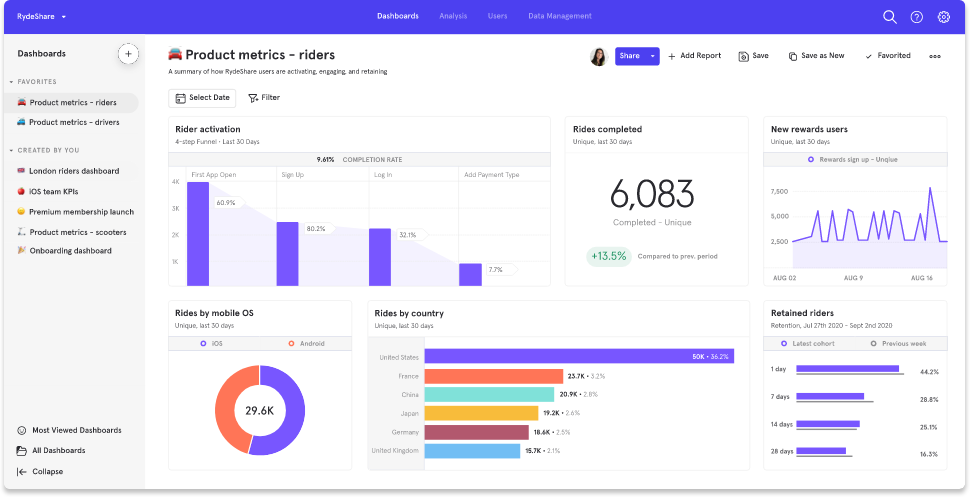 RydeShare
Dashboards Analysis Users Data Management
Dashboards
+
FAVORITES
Product metrics - riders
Product metrics - drivers
CREATED BY YOU
London riders dashboard
iOS team KPIs
Premium membership launch
Product metrics - scooters
Onboarding dashboard
Most Viewed Dashboards
All Dashboards
Collapse
Product metrics - riders
A summary of how RydeShare users are activating, engaging, and retaining
Share
Add Report
Save
Save as New
Favorited
Select Date
Filter
Rider activation
4-step Funnel · Last 30 Days
9.61% COMPLETION RATE
First App Open Sign Up Log In Add Payment Type
4K
3K
2K
1K
60.9%
80.2%
32.1%
7.7%
Rides completed
Unique, last 30 days
6,083
Completed - Unique
+13.5% Compared to prev. period
New rewards users
Unique, last 30 days
Rewards sign up - Unqiue
7,500
5,000
2,500
AUG 02 AUG 9 AUG 16
Rides by mobile OS
Unique, last 30 days
iOS Android
29.6K
Rides by country
Unique, last 30 days
United States 50K • 36.2%
France 23.7K • 3.2%
China 20.9K • 2.8%
Japan 19.2K • 2.6%
Germany 18.6K • 2.5%
United Kingdom 15.7K • 2.1%
Retained riders
Retention, Jul 27th 2020 - Sept 2nd 2020
Latest cohort Previous week
1 day 44.2%
7 days 28.8%
14 days 25.1%
28 days 16.3%